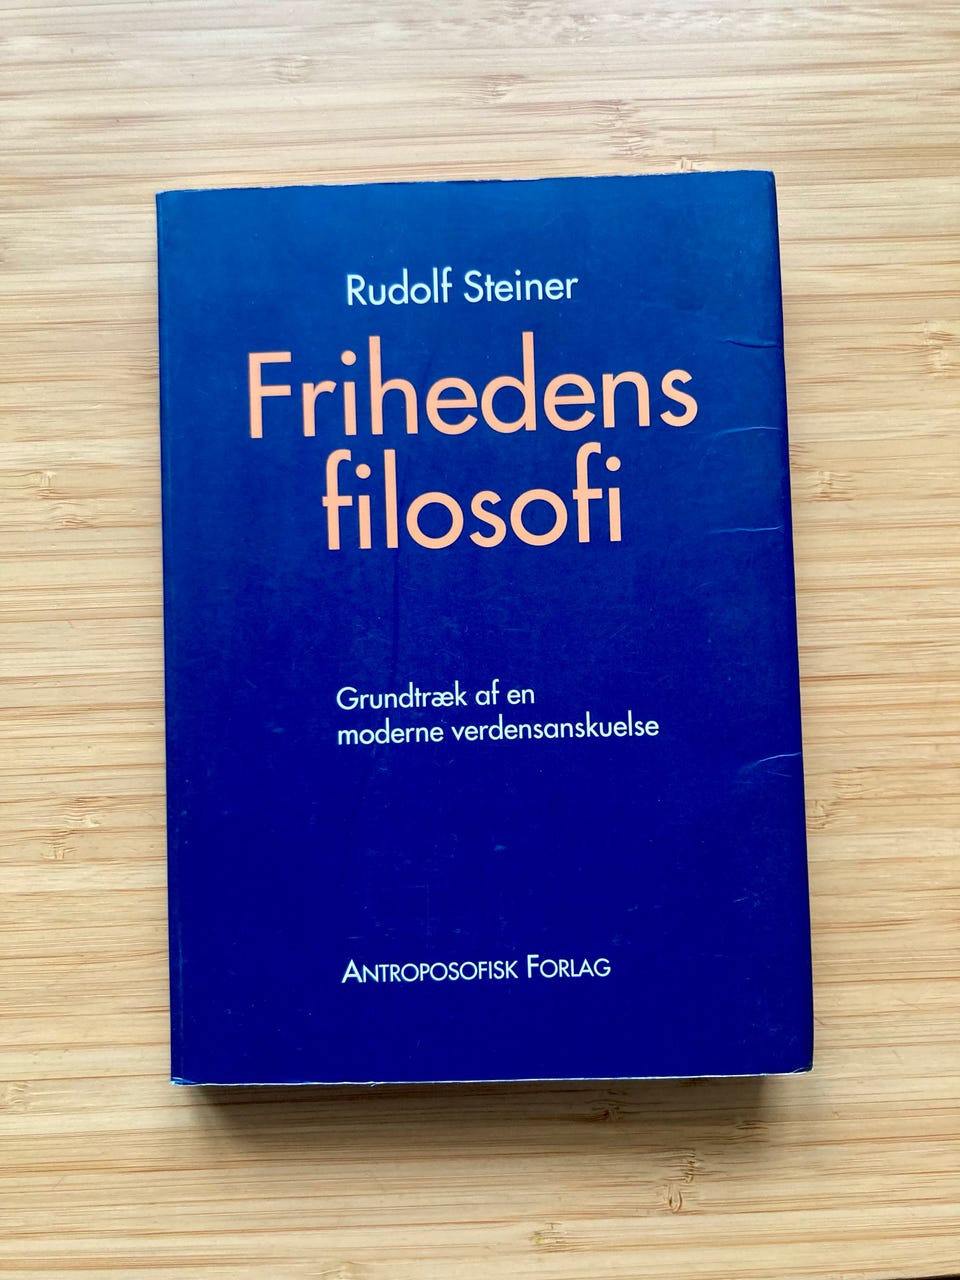 Rudolf Steiner
Frihedens
filosofi
Grundtræk af en
moderne verdensanskuelse
ANTROPOSOFISK FORLAG